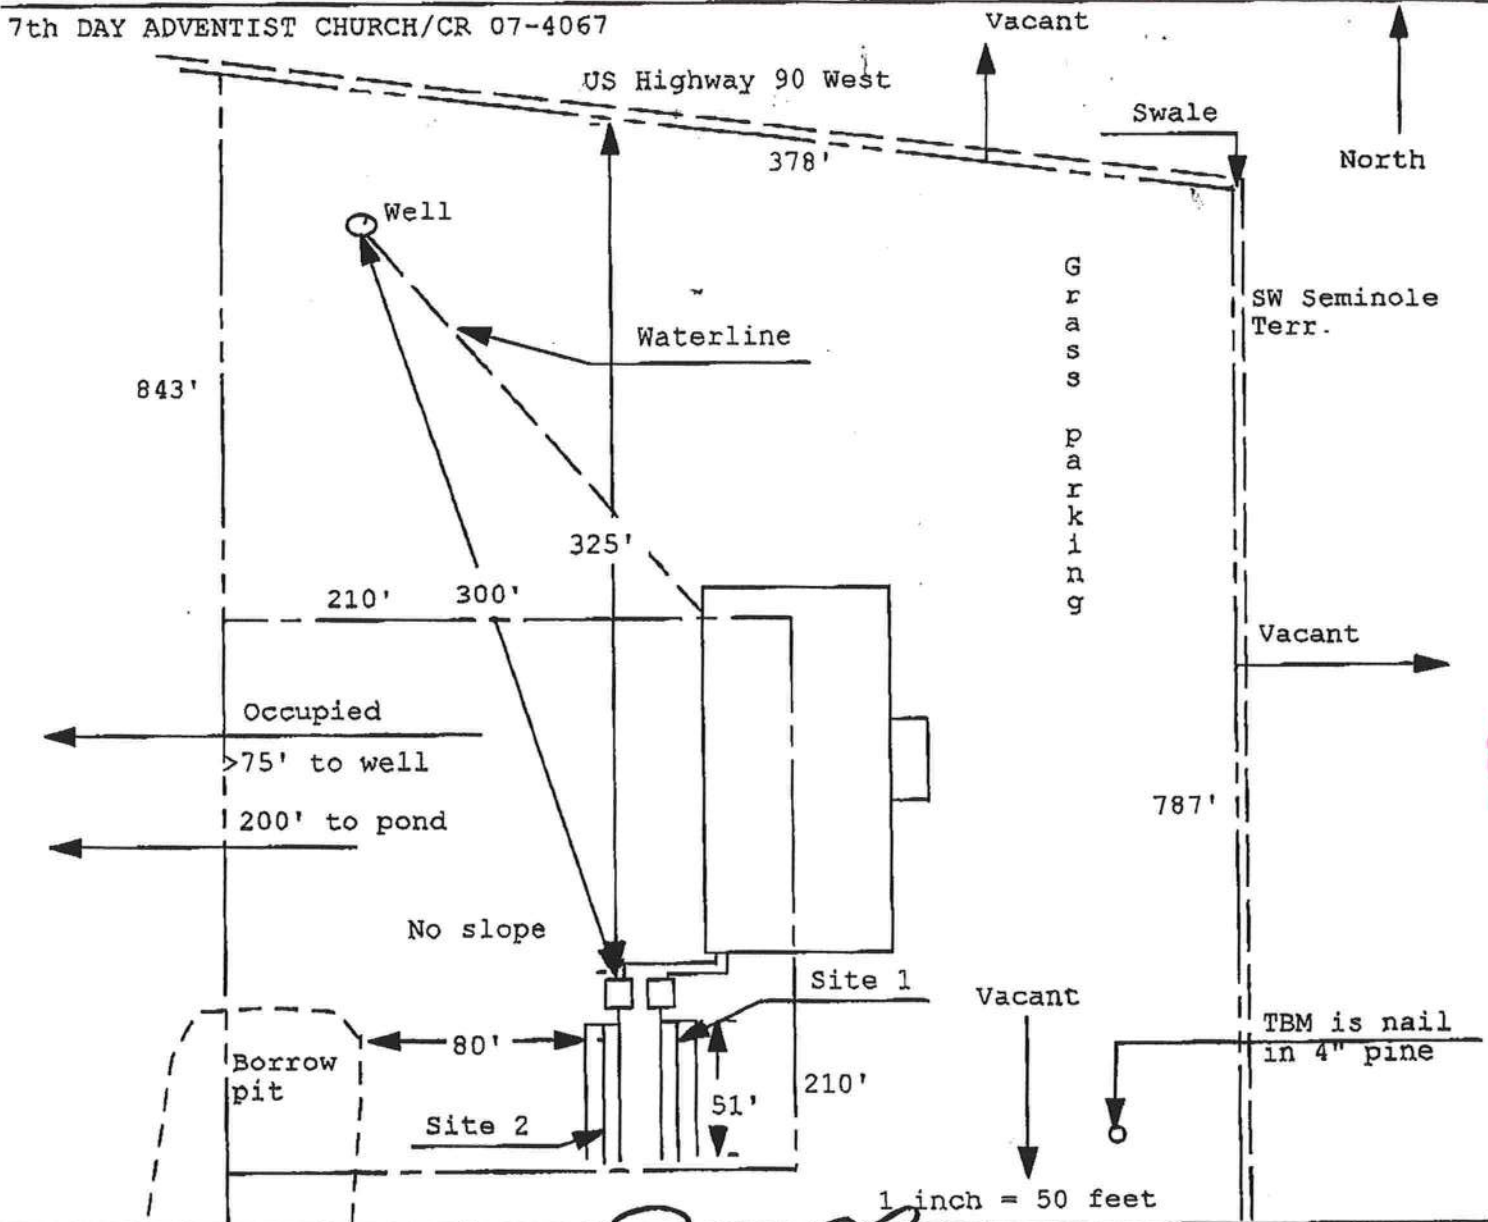 7th DAY ADVENTIST CHURCH/CR 07-4067
Vacant
US Highway 90 West
Swale
378'
North
Well
Grass parking
SW Seminole
Terr.
Waterline
843'
325'
210'
300'
Vacant
Occupied
>75' to well
787'
200' to pond
No slope
Site 1
Vacant
TBM is nail
in 4" pine
80'
Borrow
pit
51'
210'
Site 2
1 inch = 50 feet